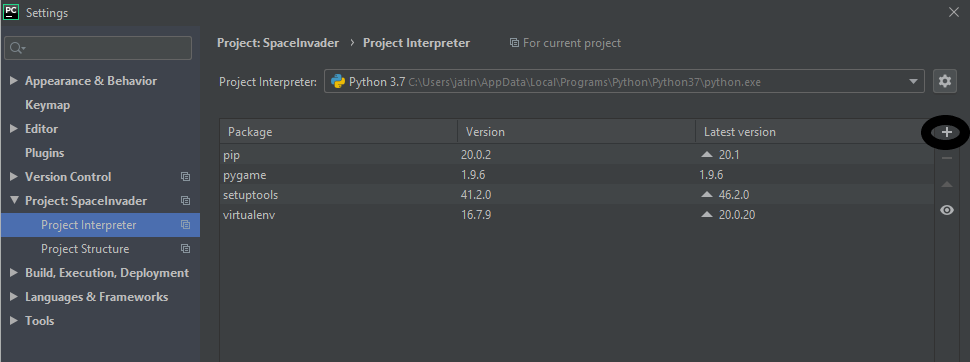 PC Settings
Project: SpaceInvader › Project Interpreter For current project
Project Interpreter: Python 3.7 C:\Users\jatin\AppData\Local\Programs\Python\Python37\python.exe
Appearance & Behavior
Keymap
Editor
Plugins
Version Control
Project: SpaceInvader
Project Interpreter
Project Structure
Build, Execution, Deployment
Languages & Frameworks
Tools
Package Version Latest version
pip 20.0.2 20.1
pygame 1.9.6 1.9.6
setuptools 41.2.0 46.2.0
virtualenv 16.7.9 20.0.20